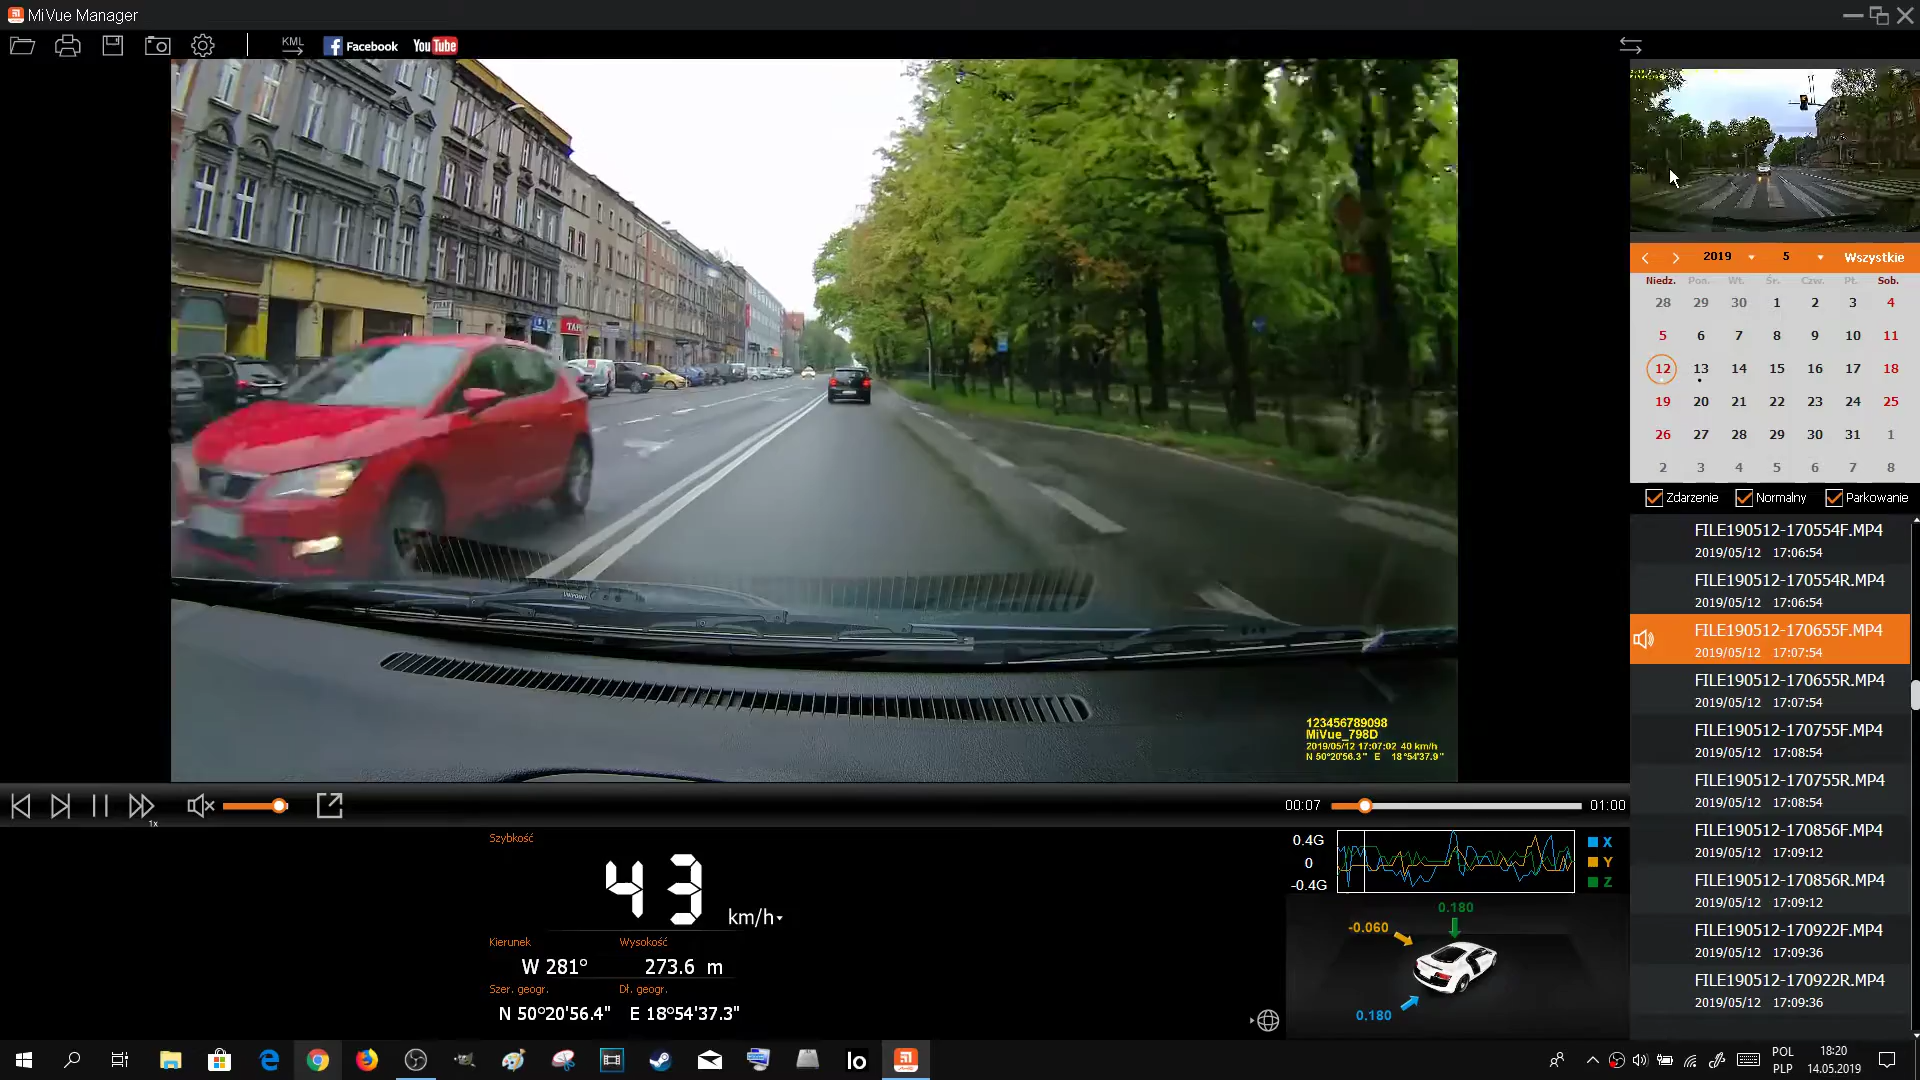 MiVue Manager
KML
Facebook
YouTube
TAB
123456789098
MiVue_798D
2019/05/12 17:07:02 40 km/h
N 50°20'56.3" E 18°54'37.9"
2019 5 Wszystkie
Niedz. Pon. Wt. Śr. Czw. Pt. Sob.
28 29 30 1 2 3 4
5 6 7 8 9 10 11
12 13 14 15 16 17 18
19 20 21 22 23 24 25
26 27 28 29 30 31 1
2 3 4 5 6 7 8
Zdarzenie Normalny Parkowanie
FILE190512-170554F.MP4
2019/05/12 17:06:54
FILE190512-170554R.MP4
2019/05/12 17:06:54
FILE190512-170655F.MP4
2019/05/12 17:07:54
FILE190512-170655R.MP4
2019/05/12 17:07:54
FILE190512-170755F.MP4
2019/05/12 17:08:54
FILE190512-170755R.MP4
2019/05/12 17:08:54
FILE190512-170856F.MP4
2019/05/12 17:09:12
FILE190512-170856R.MP4
2019/05/12 17:09:12
FILE190512-170922F.MP4
2019/05/12 17:09:36
FILE190512-170922R.MP4
2019/05/12 17:09:36
1x
00:07 01:00
Szybkość
43 km/h
Kierunek Wysokość
W 281° 273.6 m
Szer. geogr. Dł. geogr.
N 50°20'56.4" E 18°54'37.3"
0.4G
0
-0.4G
X
Y
Z
0.180
-0.060
0.180
lo
POL
PLP
18:20
14.05.2019